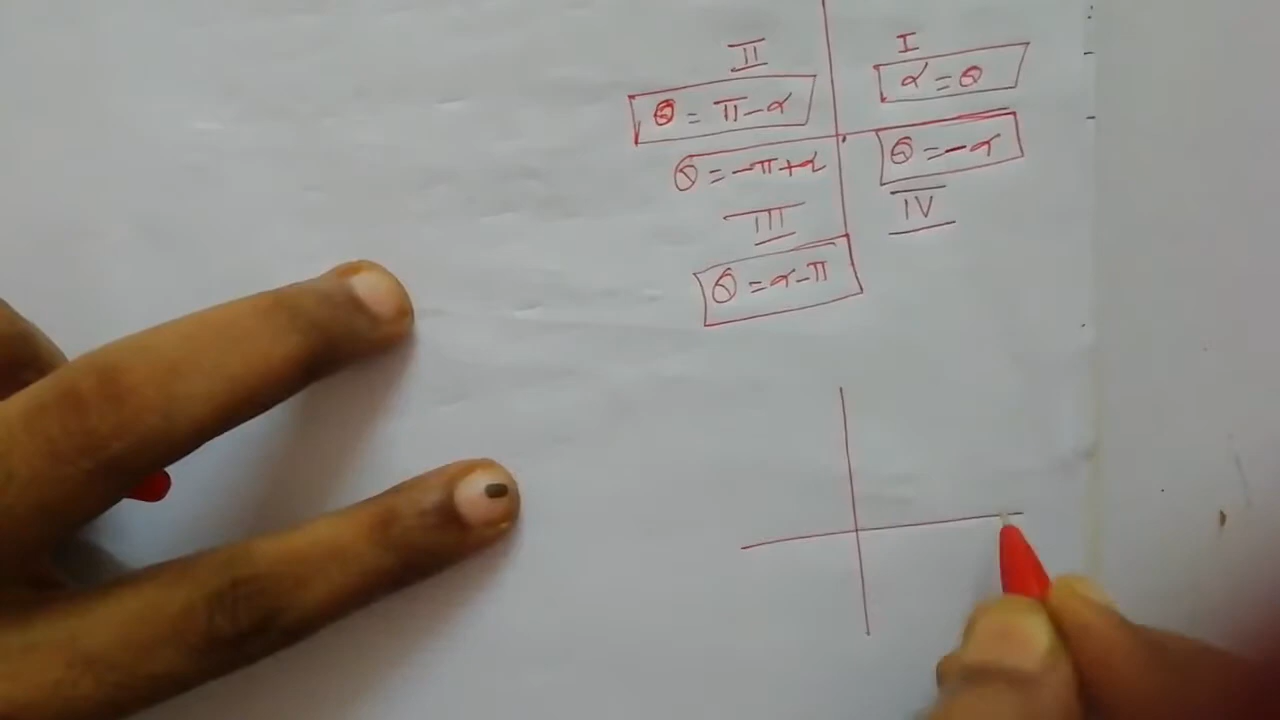 II
θ = π - α
I
α = θ
θ = -π + α
III
θ = α - π
θ = -α
IV